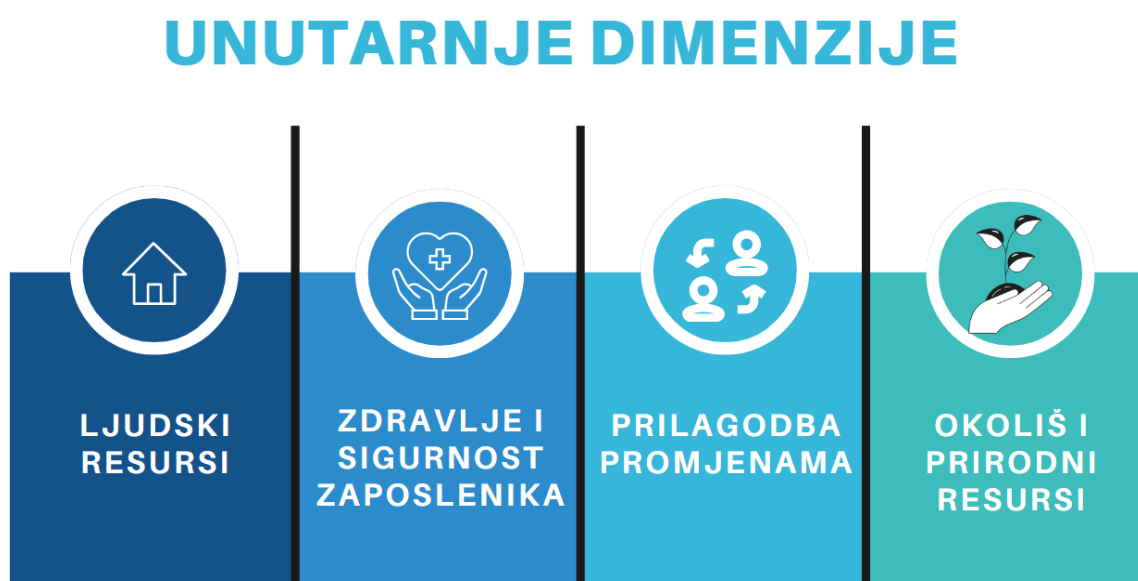 UNUTARNJE DIMENZIJE
LJUDSKI
RESURSI
ZDRAVLJE I
SIGURNOST
ZAPOSLENIKA
PRILAGODBA
PROMJENAMA
OKOLIŠ I
PRIRODNI
RESURSI